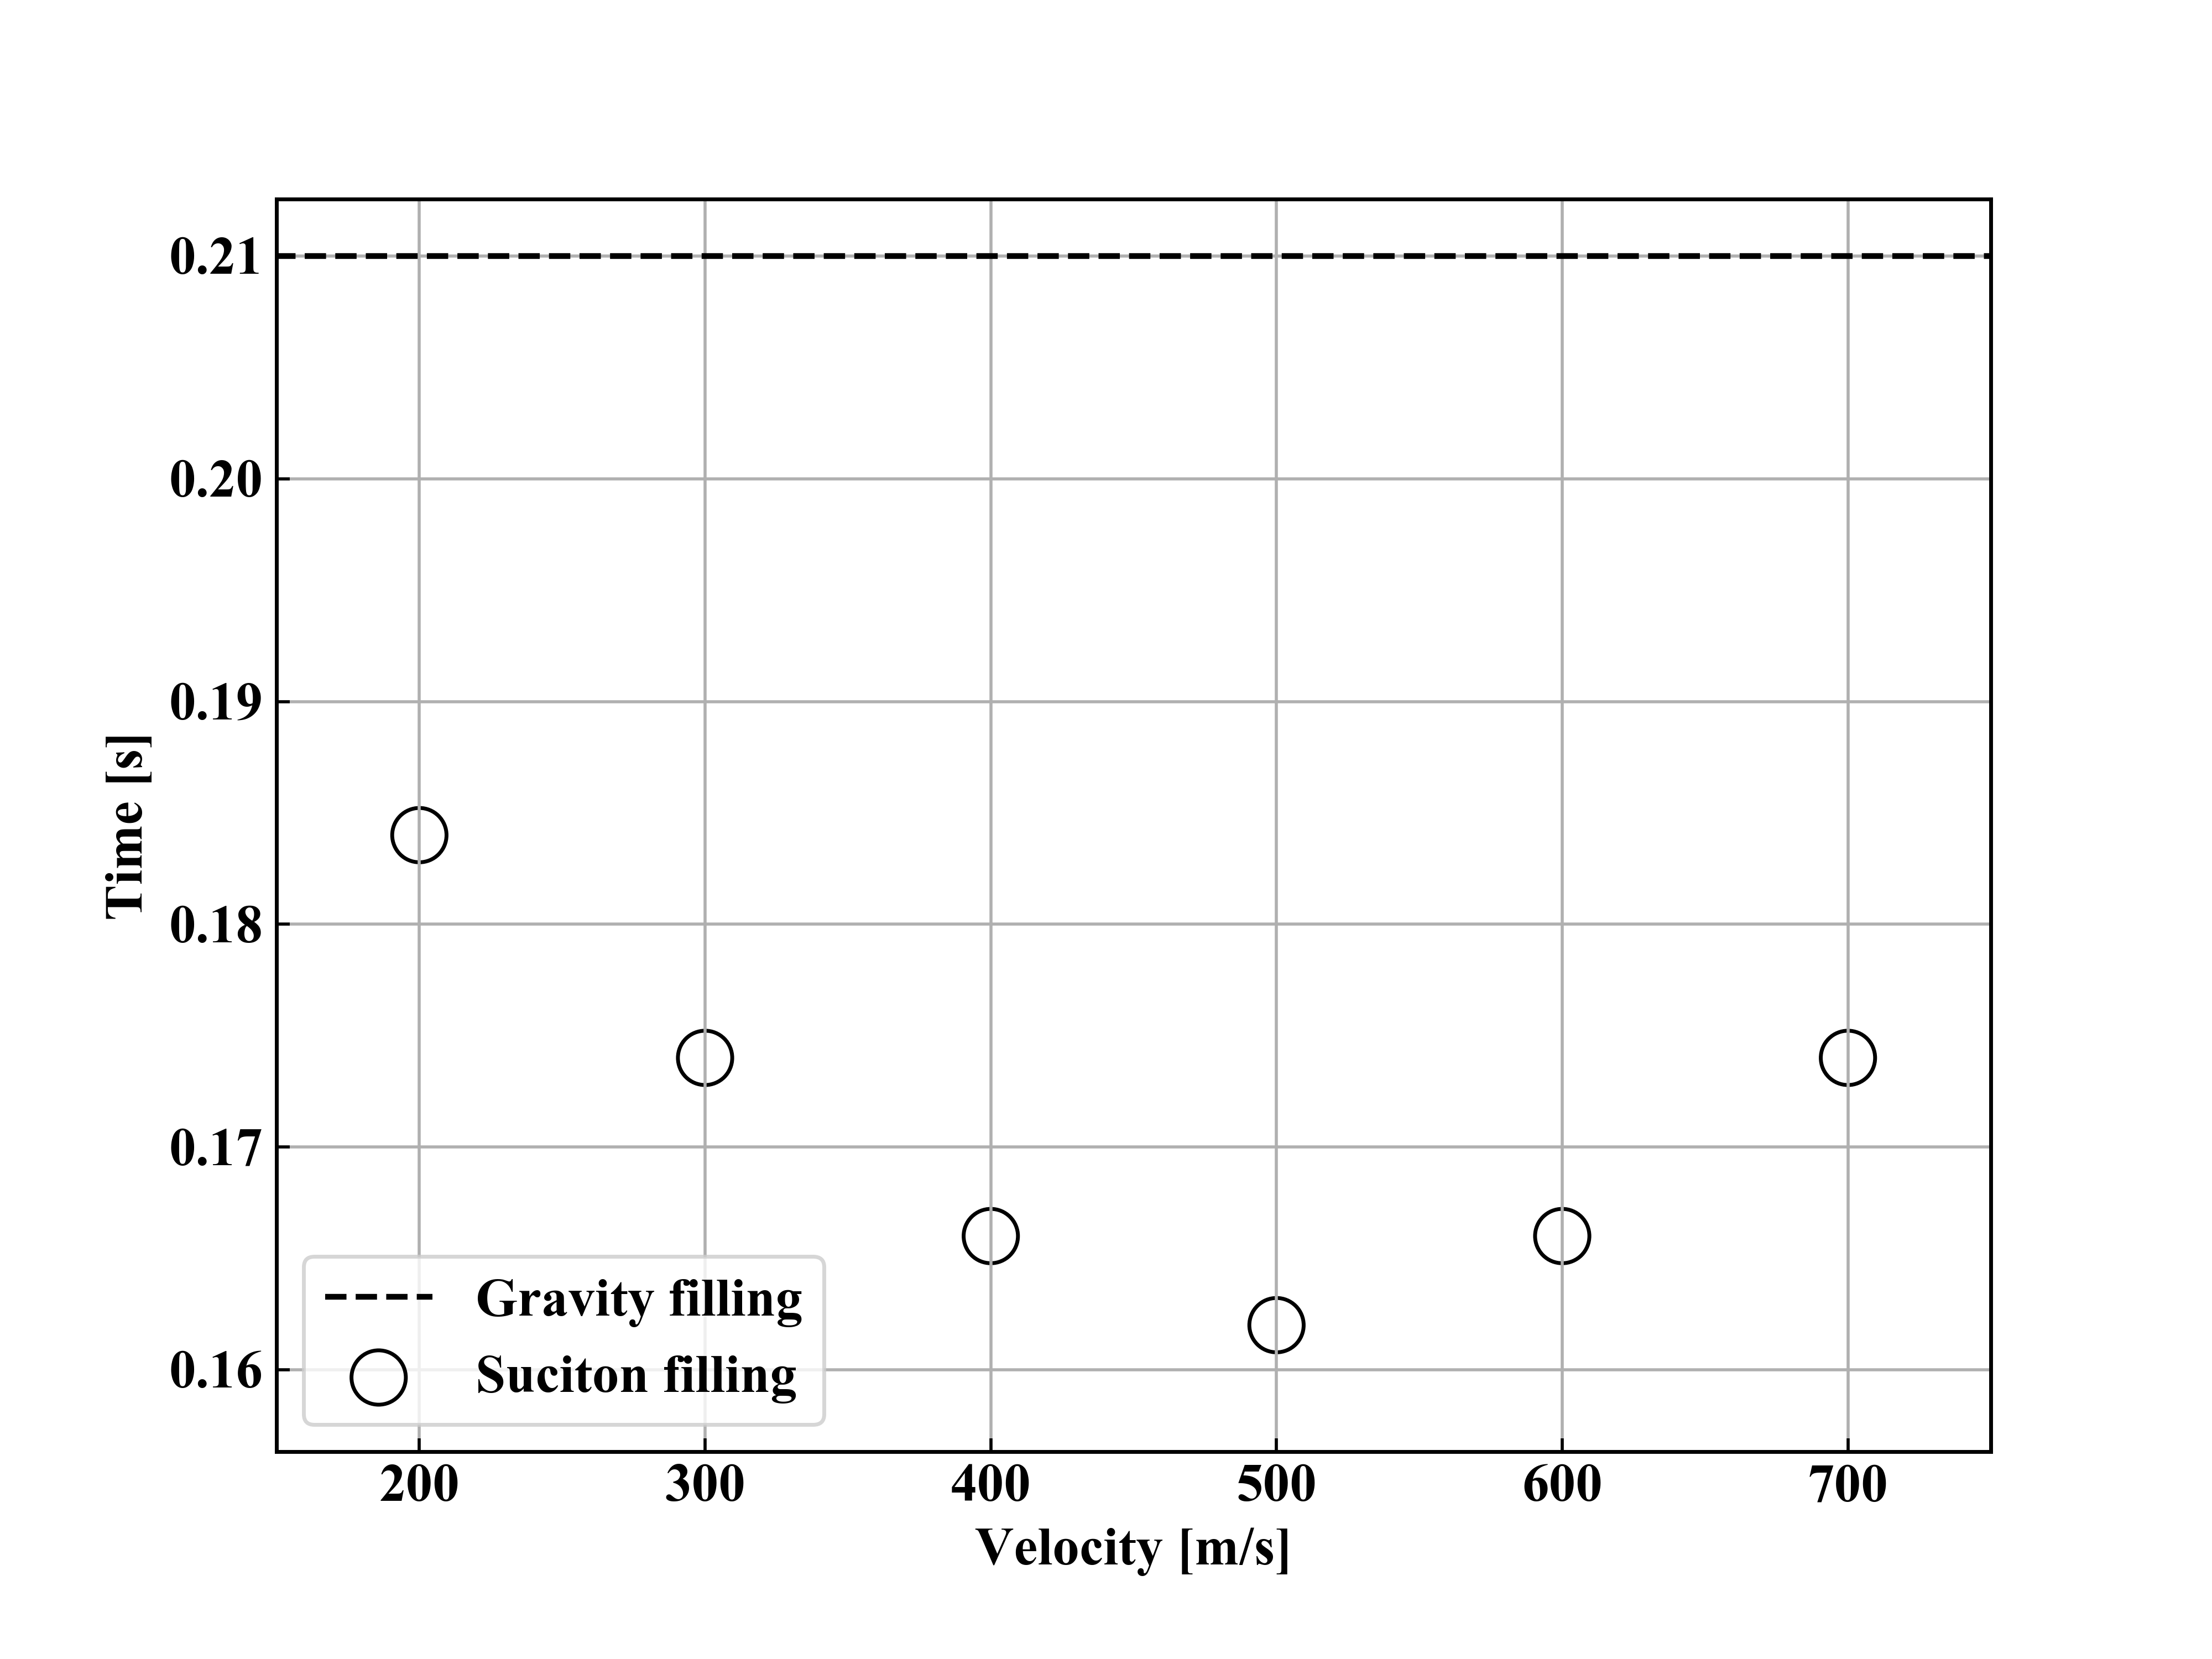 0.21
0.20
0.19
0.18
0.17
0.16
Time [s]
Gravity filling
Suciton filling
200 300 400 500 600 700
Velocity [m/s]